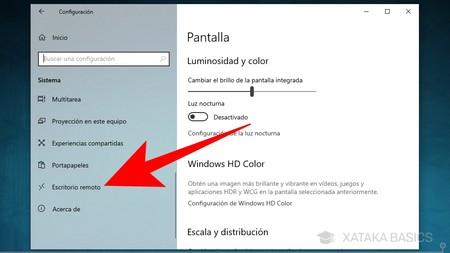 Configuración
Inicio
Buscar una configuración
Sistema
Multitarea
Proyección en este equipo
Experiencias compartidas
Portapapeles
Escritorio remoto
Acerca de
Pantalla
Luminosidad y color
Cambiar el brillo de la pantalla integrada
Luz nocturna
Desactivado
Configuración de la luz nocturna
Windows HD Color
Obtén una imagen más brillante y vibrante en vídeos, juegos y
aplicaciones HDR y WCG en la pantalla seleccionada anteriormente.
Configuración de Windows HD Color
Escala y distribución
XATAKA BASICS